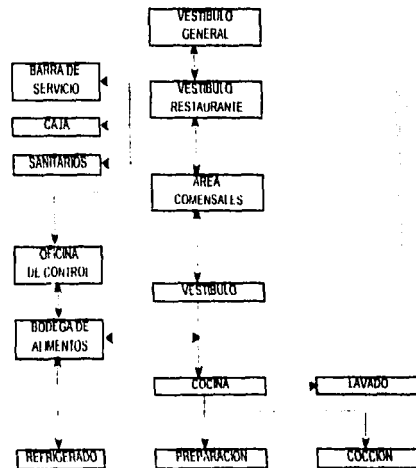 VESTIBULO
GENERAL
BARRA DE
SERVICIO
VESTIBULO
RESTAURANTE
CAJA
SANITARIOS
AREA
COMENSALES
OFICINA
DE CONTROL
VESTIBULO
BODEGA DE
ALIMENTOS
COCINA
LAVADO
REFRIGERADO
PREPARACION
COCCION